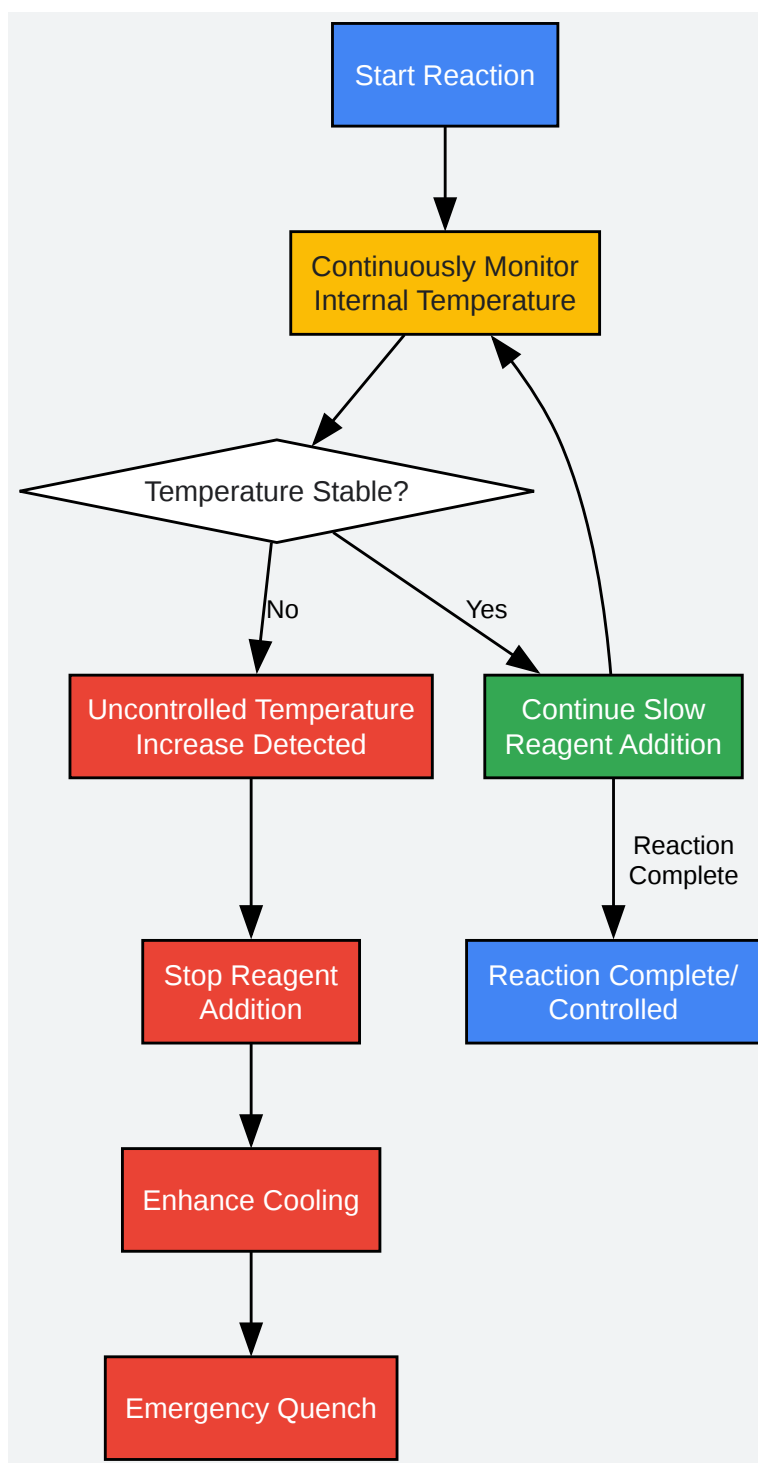 Start Reaction
Continuously Monitor
Internal Temperature
Temperature Stable?
No
Yes
Uncontrolled Temperature
Increase Detected
Continue Slow
Reagent Addition
Reaction
Complete
Stop Reagent
Addition
Reaction Complete/
Controlled
Enhance Cooling
Emergency Quench